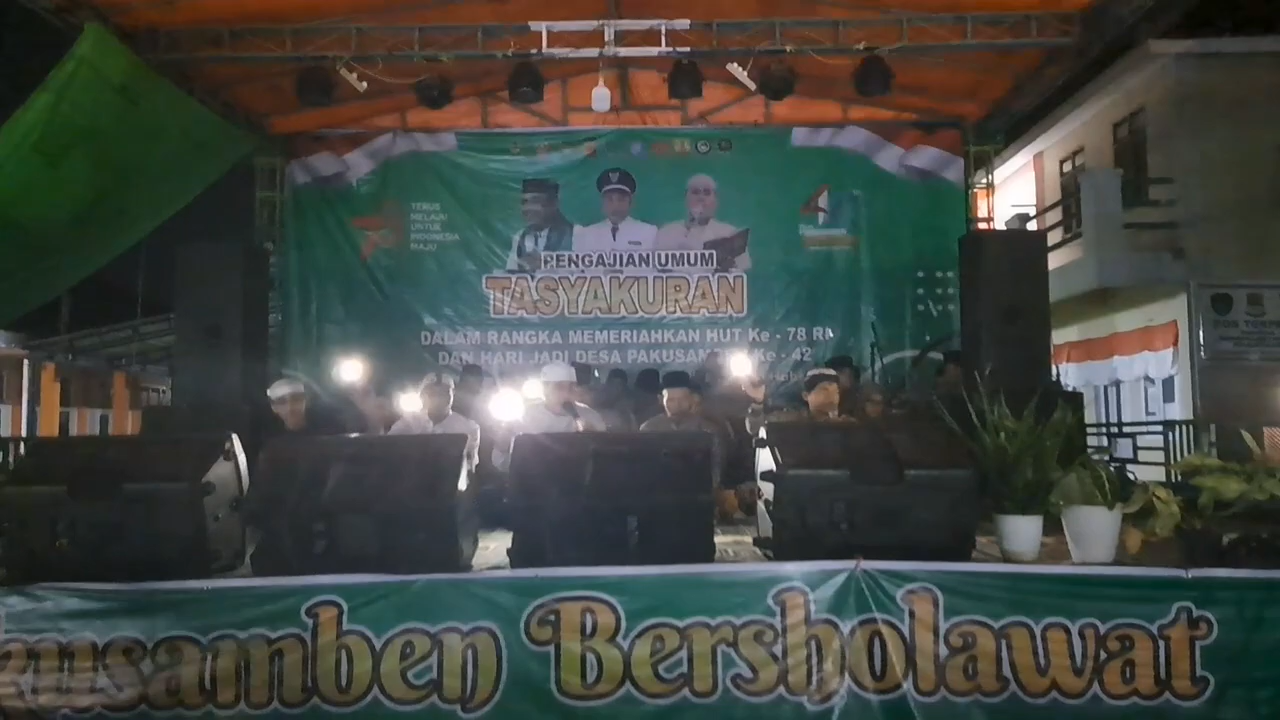 TERUS
MELAJU
UNTUK
INDONESIA
MAJU
PENGAJIAN UMUM
TASYAKURAN
DALAM RANGKA MEMERIAHKAN HUT Ke - 78 RI
DAN HARI JADI DESA Ke - 42
kusamben Bersholawat